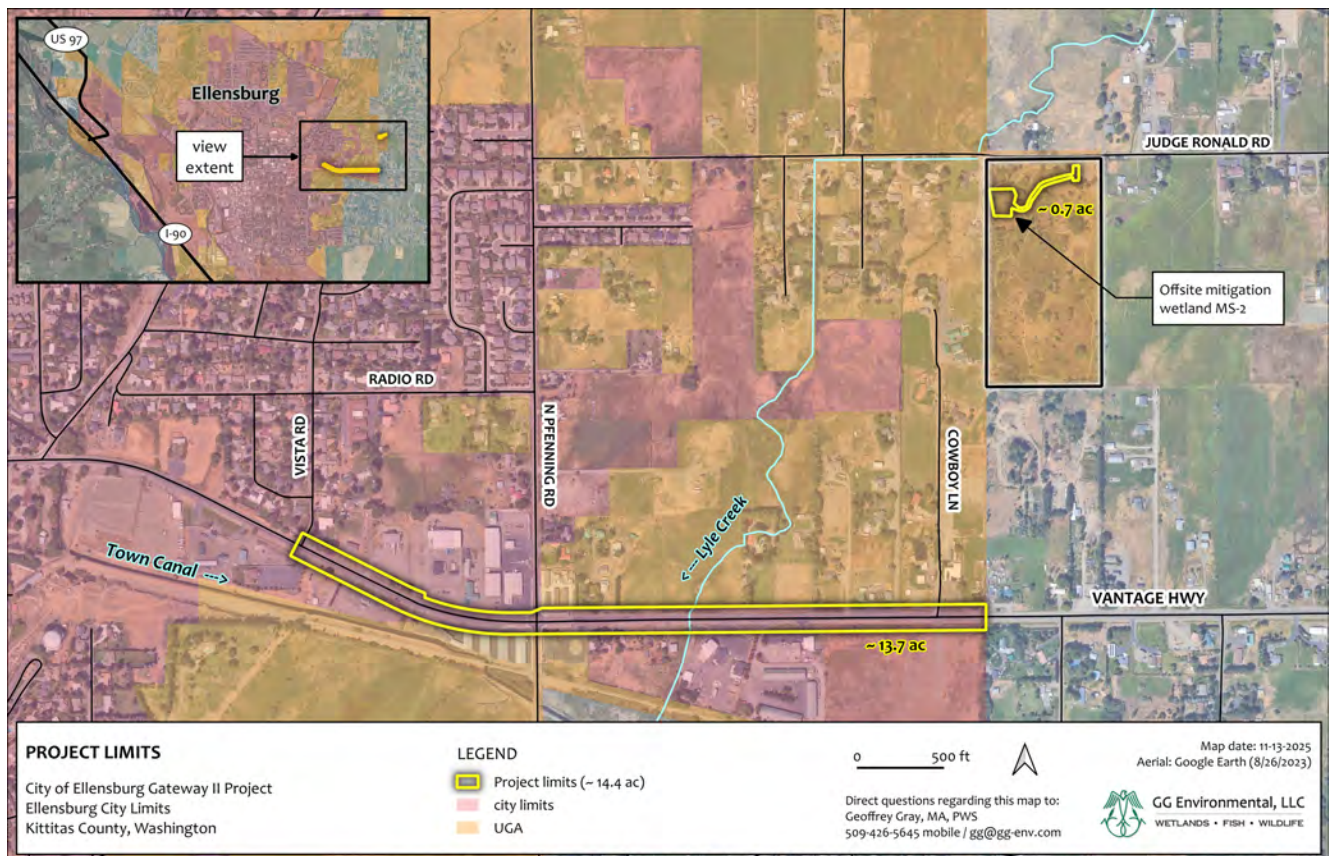 US 97
Ellensburg
view
extent
I-90
JUDGE RONALD RD
~ 0.7 ac
Offsite mitigation
wetland MS-2
RADIO RD
VISTA RD
N PFENNING RD
COWBOY LN
<--- Lyle Creek
Town Canal --->
VANTAGE HWY
~ 13.7 ac
PROJECT LIMITS
City of Ellensburg Gateway II Project
Ellensburg City Limits
Kittitas County, Washington
LEGEND
Project limits (~ 14.4 ac)
city limits
UGA
0 500 ft
Direct questions regarding this map to:
Geoffrey Gray, MA, PWS
509-426-5645 mobile / gg@gg-env.com
Map date: 11-13-2025
Aerial: Google Earth (8/26/2023)
GG Environmental, LLC
WETLANDS • FISH • WILDLIFE